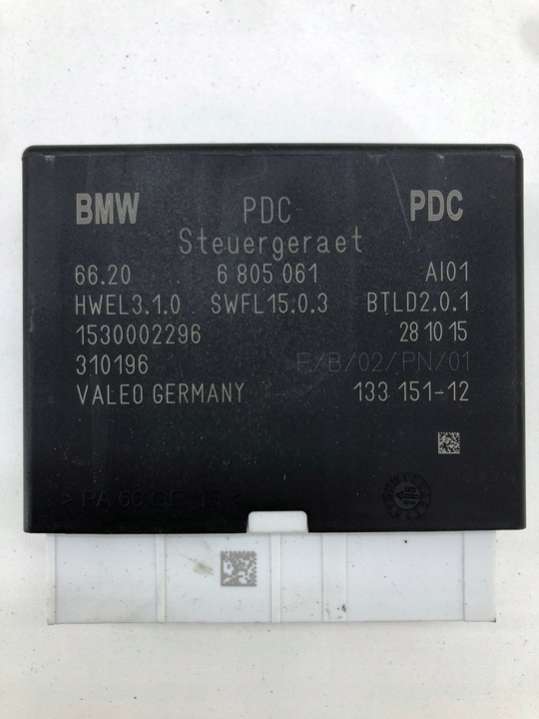 BMW PDC PDC
Steuergeraet
66.20 6 805 061 AI01
HWEL3.1.0 SWFL15.0.3 BTLD2.0.1
1530002296 28 10 15
310196 F/B/02/PN/01
VALEO GERMANY 133 151-12